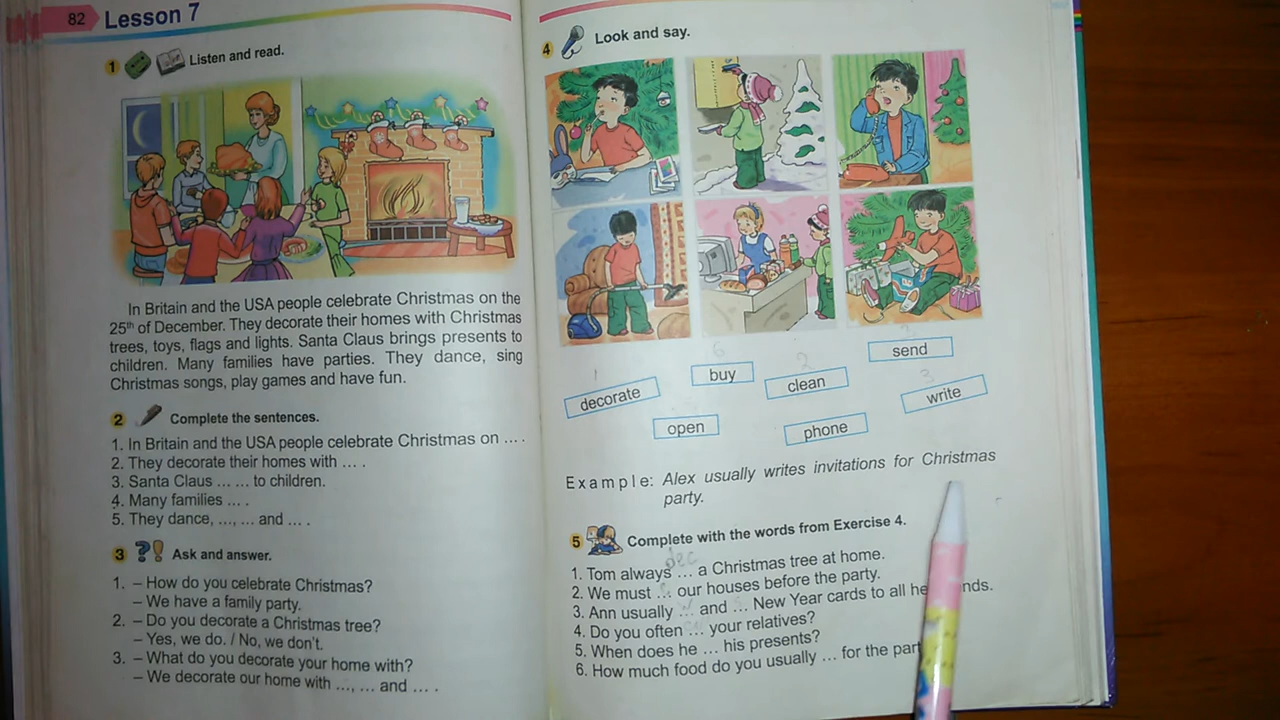 82 Lesson 7
1 Listen and read.
In Britain and the USA people celebrate Christmas on the
25th of December. They decorate their homes with Christmas
trees, toys, flags and lights. Santa Claus brings presents to
children. Many families have parties. They dance, sing
Christmas songs, play games and have fun.
2 Complete the sentences.
1. In Britain and the USA people celebrate Christmas on ... .
2. They decorate their homes with ... .
3. Santa Claus ... ... to children.
4. Many families ... .
5. They dance, ..., ... and ... .
3 Ask and answer.
1. – How do you celebrate Christmas?
– We have a family party.
2. – Do you decorate a Christmas tree?
– Yes, we do. / No, we don't.
3. – What do you decorate your home with?
– We decorate our home with ..., ... and ... .
4 Look and say.
2
send
6
buy
2
clean
1
decorate
3
write
open
phone
Example: Alex usually writes invitations for Christmas
party.
5 Complete with the words from Exercise 4.
dec
1. Tom always ... a Christmas tree at home.
2. We must ... our houses before the party.
3. Ann usually ... and ... New Year cards to all
4. Do you often ... your relatives?
5. When does he ... his presents?
6. How much food do you usually ... for the